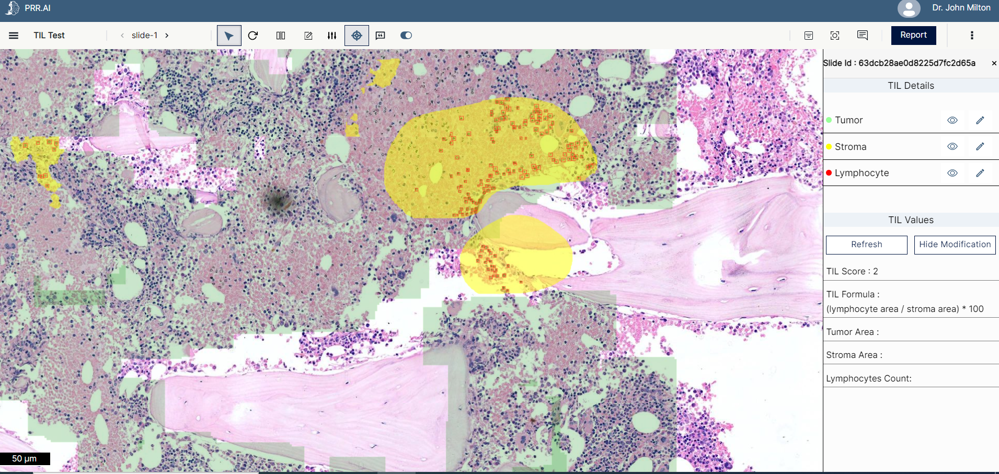 PRR.AI
Dr. John Milton
TIL Test
slide-1
Report
Slide Id : 63dcb28ae0d8225d7fc2d65a
TIL Details
Tumor
Stroma
Lymphocyte
TIL Values
Refresh
Hide Modification
TIL Score : 2
TIL Formula :
(lymphocyte area / stroma area) * 100
Tumor Area :
Stroma Area :
Lymphocytes Count:
50 µm